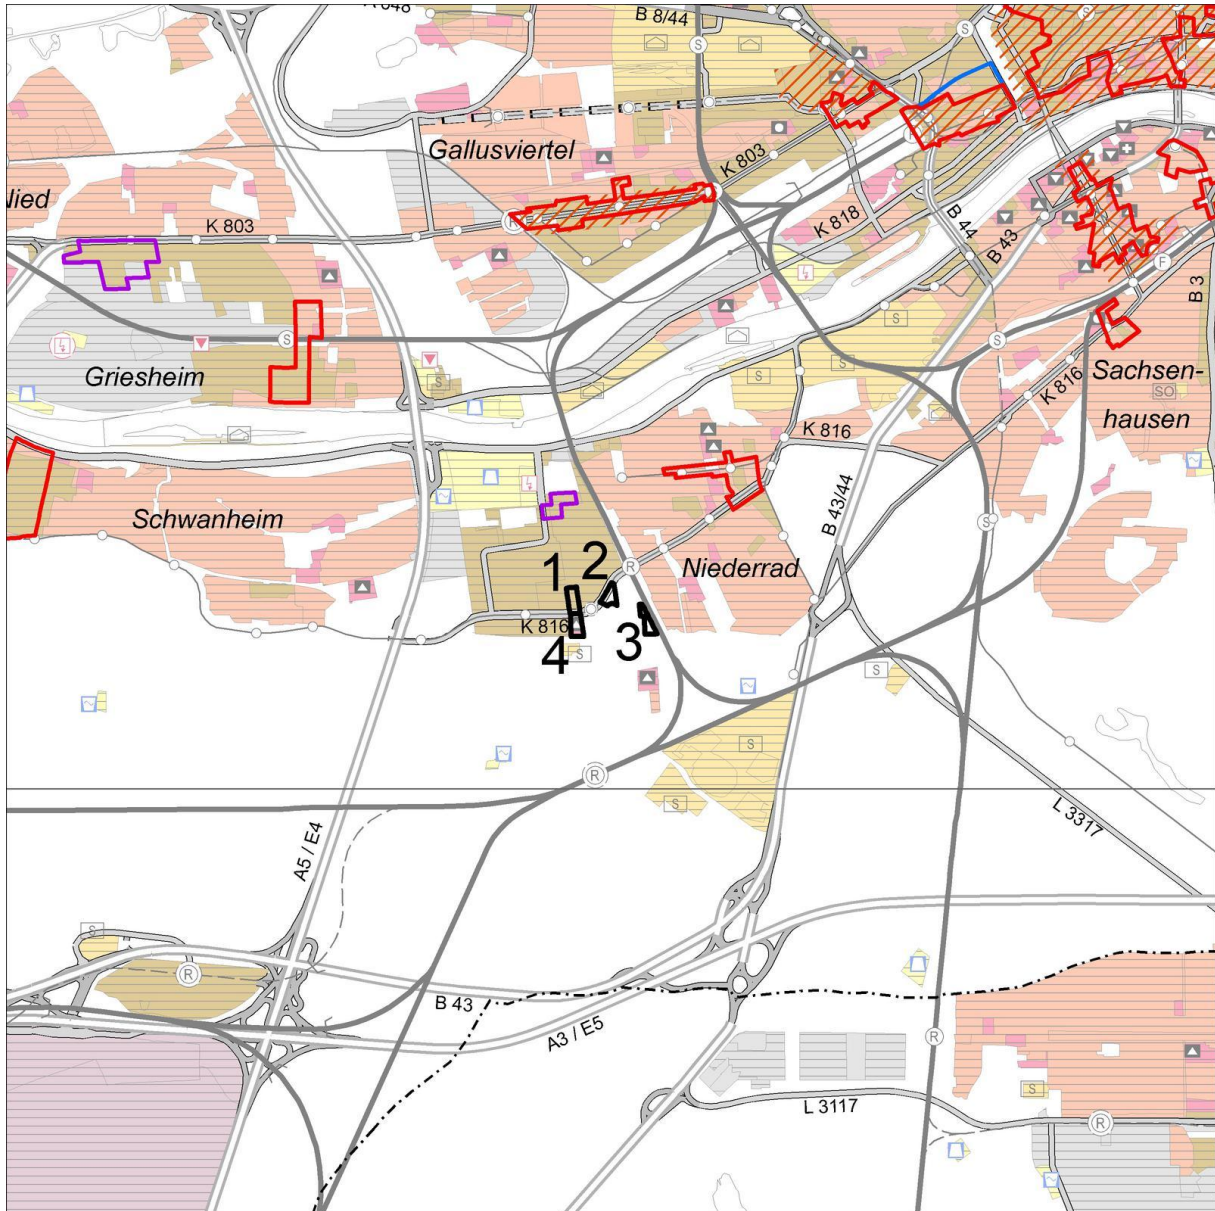 B 8/44
Gallusviertel
K 803
Nied
K 803
K 818
B 44
B 43
B 3
S
F
R
Griesheim
S
S
S
S
Sachsen-
SO
hausen
K 816
K 816
Schwanheim
B 43/44
S
Niederrad
R
1
2
K 816
3
4
S
S
S
R
S
L 3317
A5 / E4
S
R
B 43
A3 / E5
R
S
L 3117
R